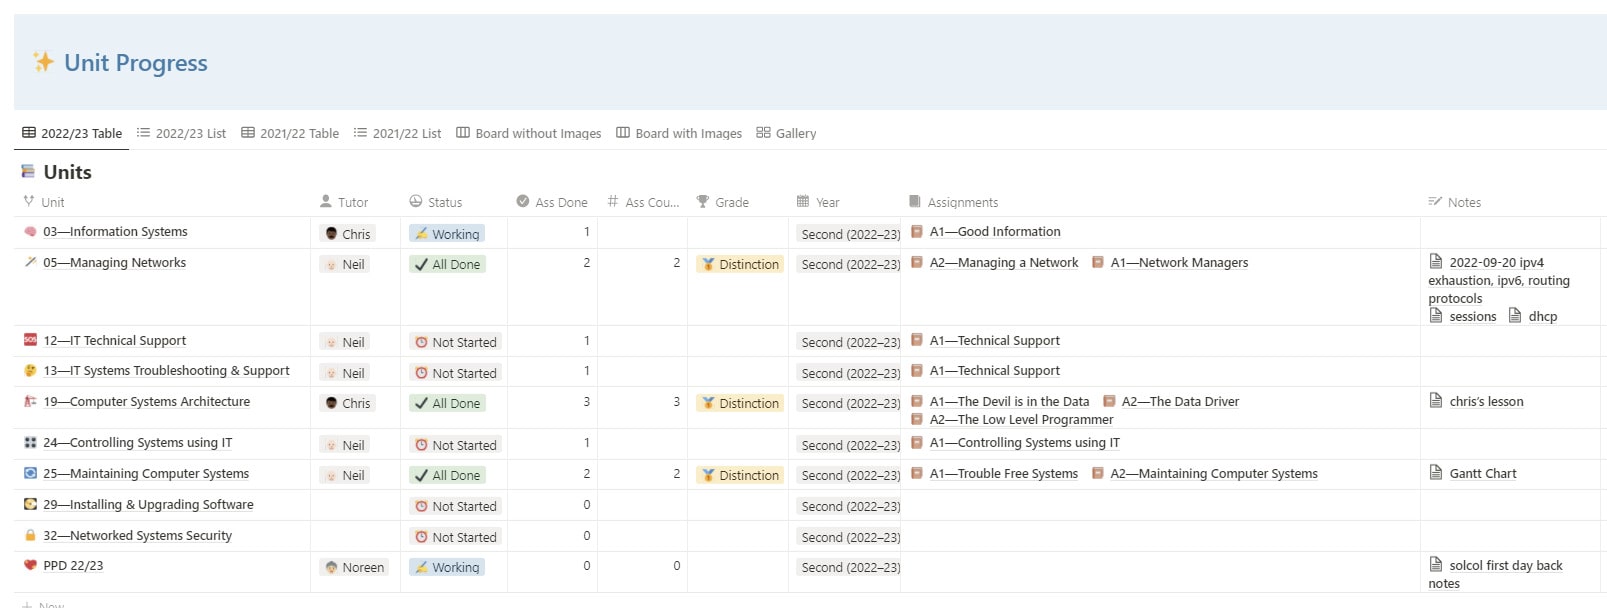 Unit Progress
2022/23 Table 2022/23 List 2021/22 Table 2021/22 List Board without Images Board with Images Gallery
Units
Unit Tutor Status Ass Done Ass Cou... Grade Year Assignments Notes
03—Information Systems Chris Working 1 Second (2022–23) A1—Good Information
05—Managing Networks Neil All Done 2 2 Distinction Second (2022–23) A2—Managing a Network A1—Network Managers 2022-09-20 ipv4
exhaustion, ipv6, routing
protocols
sessions dhcp
12—IT Technical Support Neil Not Started 1 Second (2022–23) A1—Technical Support
13—IT Systems Troubleshooting & Support Neil Not Started 1 Second (2022–23) A1—Technical Support
19—Computer Systems Architecture Chris All Done 3 3 Distinction Second (2022–23) A1—The Devil is in the Data A2—The Data Driver chris's lesson
A2—The Low Level Programmer
24—Controlling Systems using IT Neil Not Started 1 Second (2022–23) A1—Controlling Systems using IT
25—Maintaining Computer Systems Neil All Done 2 2 Distinction Second (2022–23) A1—Trouble Free Systems A2—Maintaining Computer Systems Gantt Chart
29—Installing & Upgrading Software Not Started 0 Second (2022–23)
32—Networked Systems Security Not Started 0 Second (2022–23)
PPD 22/23 Noreen Working 0 0 Second (2022–23) solcol first day back
notes
New